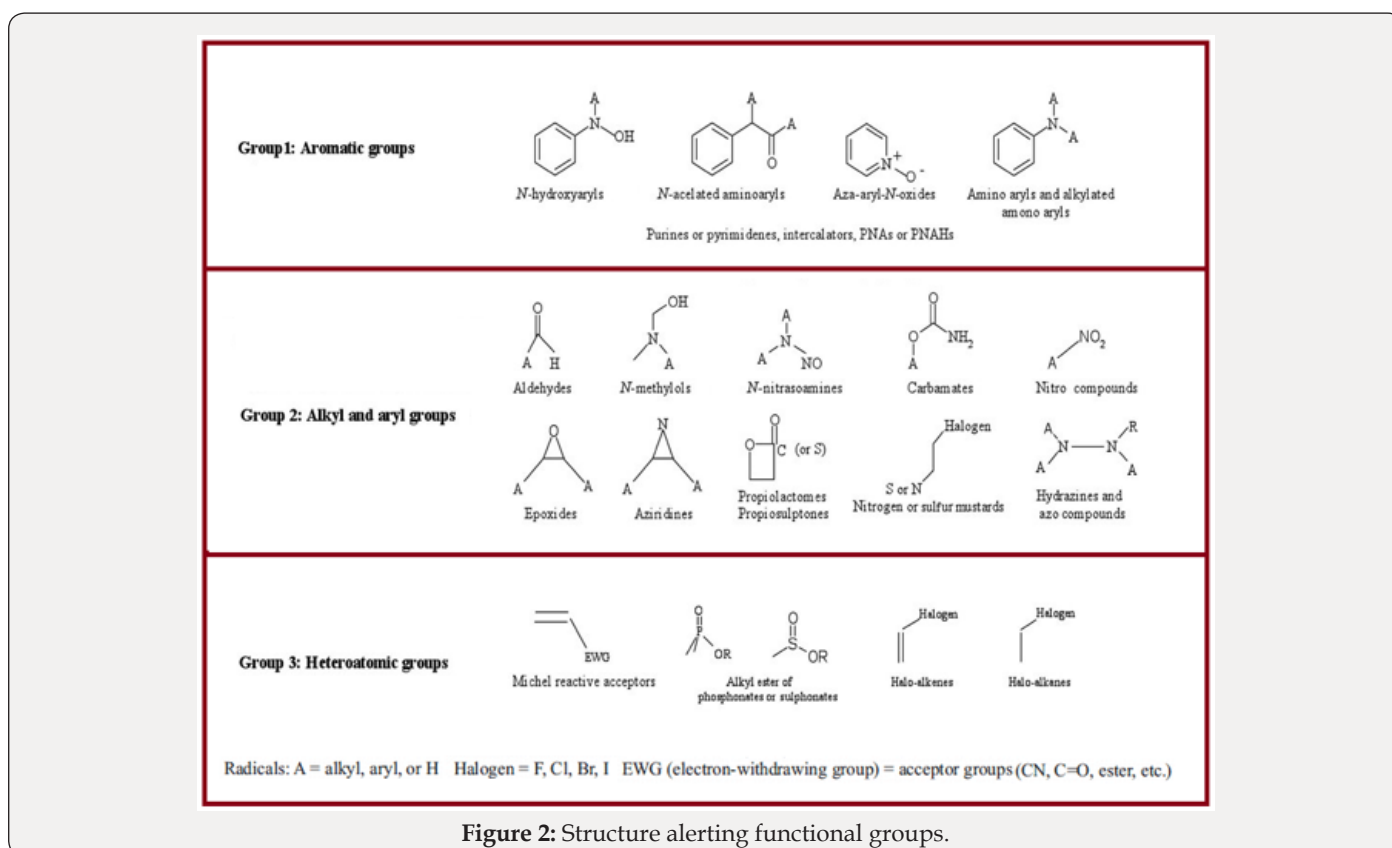 Group1: Aromatic groups
A
N
OH
N-hydroxyaryls
A
A
O
N-acelated aminoaryls
N+
O-
Aza-aryl-N-oxides
A
N
A
Amino aryls and alkylated
amono aryls
Purines or pyrimidenes, intercalators, PNAs or PNAHs
Group 2: Alkyl and aryl groups
O
A H
Aldehydes
OH
N
A
N-methylols
A
N
A NO
N-nitrasoamines
O
O NH2
A
Carbamates
NO2
A
Nitro compounds
O
A A
Epoxides
N
A A
Aziridines
O
O C (or S)
Propiolactomes
Propiosulptones
Halogen
S or N
Nitrogen or sulfur mustards
A R
N N
A A
Hydrazines and
azo compounds
Group 3: Heteroatomic groups
EWG
Michel reactive acceptors
O
P
OR
O
S
OR
Alkyl ester of
phosphonates or sulphonates
Halogen
Halo-alkenes
Halogen
Halo-alkanes
Radicals: A = alkyl, aryl, or H Halogen = F, Cl, Br, I EWG (electron-withdrawing group) = acceptor groups (CN, C=O, ester, etc.)
Figure 2: Structure alerting functional groups.